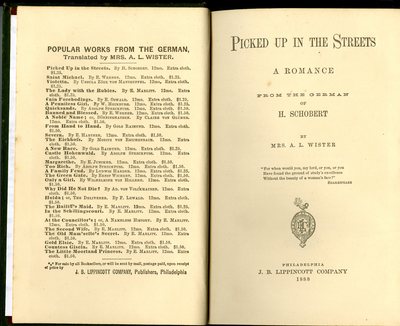 POPULAR WORKS FROM THE GERMAN,
Translated by MRS. A. L. WISTER.
Picked Up in the Streets. By H. SCHOBERT. 12mo. Extra cloth.
$1.25.
Saint Michael. By E. WERNER. 12mo. Extra cloth. $1.25.
Violetta. By URSULA ZÖGE VON MANTEUFFEL. 12mo. Extra cloth. $1.25.
The Lady with the Rubies. By E. MARLITT. 12mo. Extra
cloth. $1.25.
Vain Forebodings. By E. OSWALD. 12mo. Extra cloth. $1.25.
A Penniless Girl. By W. HEIMBURG. 12mo. Extra cloth. $1.25.
Quicksands. By ADOLPH STRECKFUSS. 12mo. Extra cloth. $1.50.
Banned and Blessed. By E. WERNER. 12mo. Extra cloth. $1.50.
A Noble Name; or, DÖNNINGHAUSEN. By CLAIRE VON GLÜMER.
12mo. Extra cloth. $1.50.
From Hand to Hand. By GOLO RAIMUND. 12mo. Extra cloth.
$1.50.
Severa. By E. HARTNER. 12mo. Extra cloth. $1.50.
The Eichhofs. By MORITZ VON REICHENBACH. 12mo. Extra cloth.
$1.50.
A New Race. By GOLO RAIMUND. 12mo. Extra cloth. $1.25.
Castle Hohenwald. By ADOLPH STRECKFUSS. 12mo. Extra cloth.
$1.50.
Margarethe. By E. JUNCKER. 12mo. Extra cloth. $1.50.
Too Rich. By ADOLPH STRECKFUSS. 12mo. Extra cloth. $1.50.
A Family Feud. By LUDWIG HARDER. 12mo. Extra cloth. $1.25.
The Green Gate. By ERNST WICHERT. 12mo. Extra cloth. $1.50.
Only a Girl. By WILHELMINE VON HILLERN. 12mo. Extra cloth.
$1.50.
Why Did He Not Die? By AD. VON VOLCKHAUSEN. 12mo. Extra cloth.
$1.50.
Hulda; or, THE DELIVERER. By F. LEWALD. 12mo. Extra cloth.
$1.50.
The Bailiff's Maid. By E. MARLITT. 12mo. Extra cloth. $1.25.
In the Schillingscourt. By E. MARLITT. 12mo. Extra cloth.
$1.50.
At the Councillor's; or, A NAMELESS HISTORY. By E. MARLITT.
12mo. Extra cloth. $1.50.
The Second Wife. By E. MARLITT. 12mo. Extra cloth. $1.50.
The Old Mam'selle's Secret. By E. MARLITT. 12mo. Extra
cloth. $1.50.
Gold Elsie. By E. MARLITT. 12mo. Extra cloth. $1.50.
Countess Gisela. By E. MARLITT. 12mo. Extra cloth. $1.50.
The Little Moorland Princess. By E. MARLITT. 12mo. Extra
cloth. $1.50.
*** For sale by all Booksellers, or will be sent by mail, postage paid, upon receipt
of price by
J. B. LIPPINCOTT COMPANY, Publishers, Philadelphia
PICKED UP IN THE STREETS
A ROMANCE
FROM THE GERMAN
OF
H. SCHOBERT
BY
MRS. A. L. WISTER
"For when would you, my lord, or you, or you
Have found the ground of study's excellence
Without the beauty of a woman's face?"
SHAKESPEARE
PHILADELPHIA
J. B. LIPPINCOTT COMPANY
1888